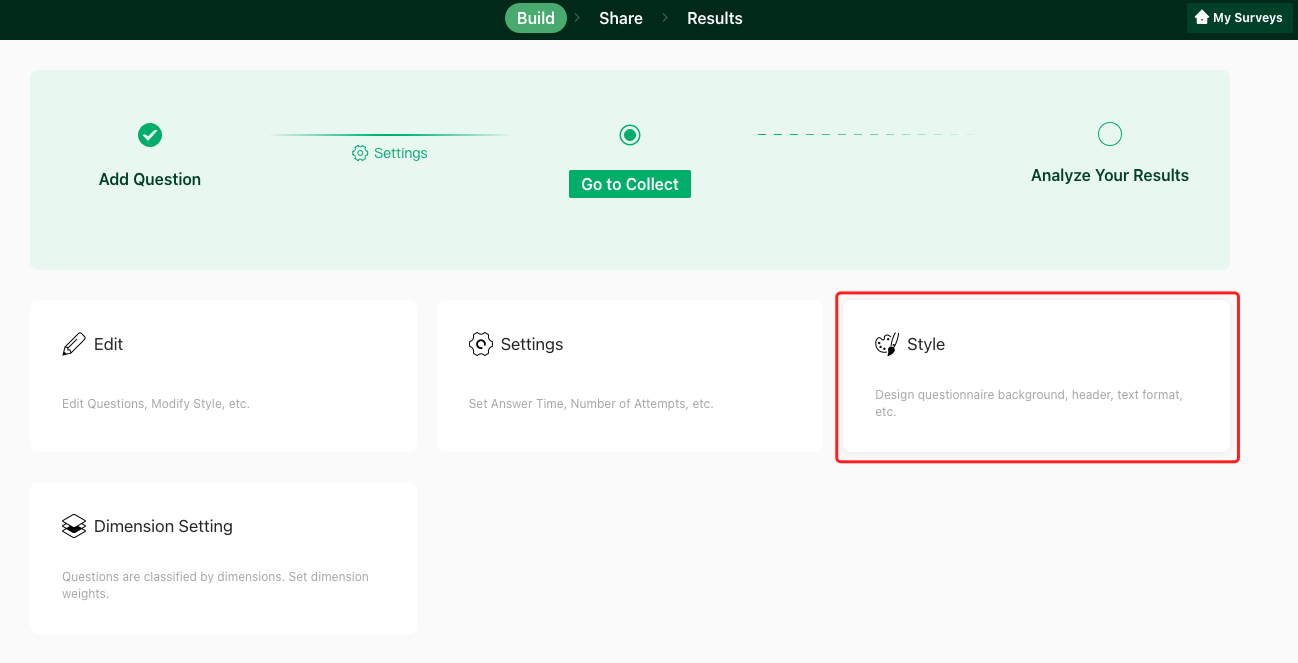 Build
Share
Results
My Surveys
Settings
Add Question
Go to Collect
Analyze Your Results
Edit
Edit Questions, Modify Style, etc.
Settings
Set Answer Time, Number of Attempts, etc.
Style
Design questionnaire background, header, text format,
etc.
Dimension Setting
Questions are classified by dimensions. Set dimension
weights.